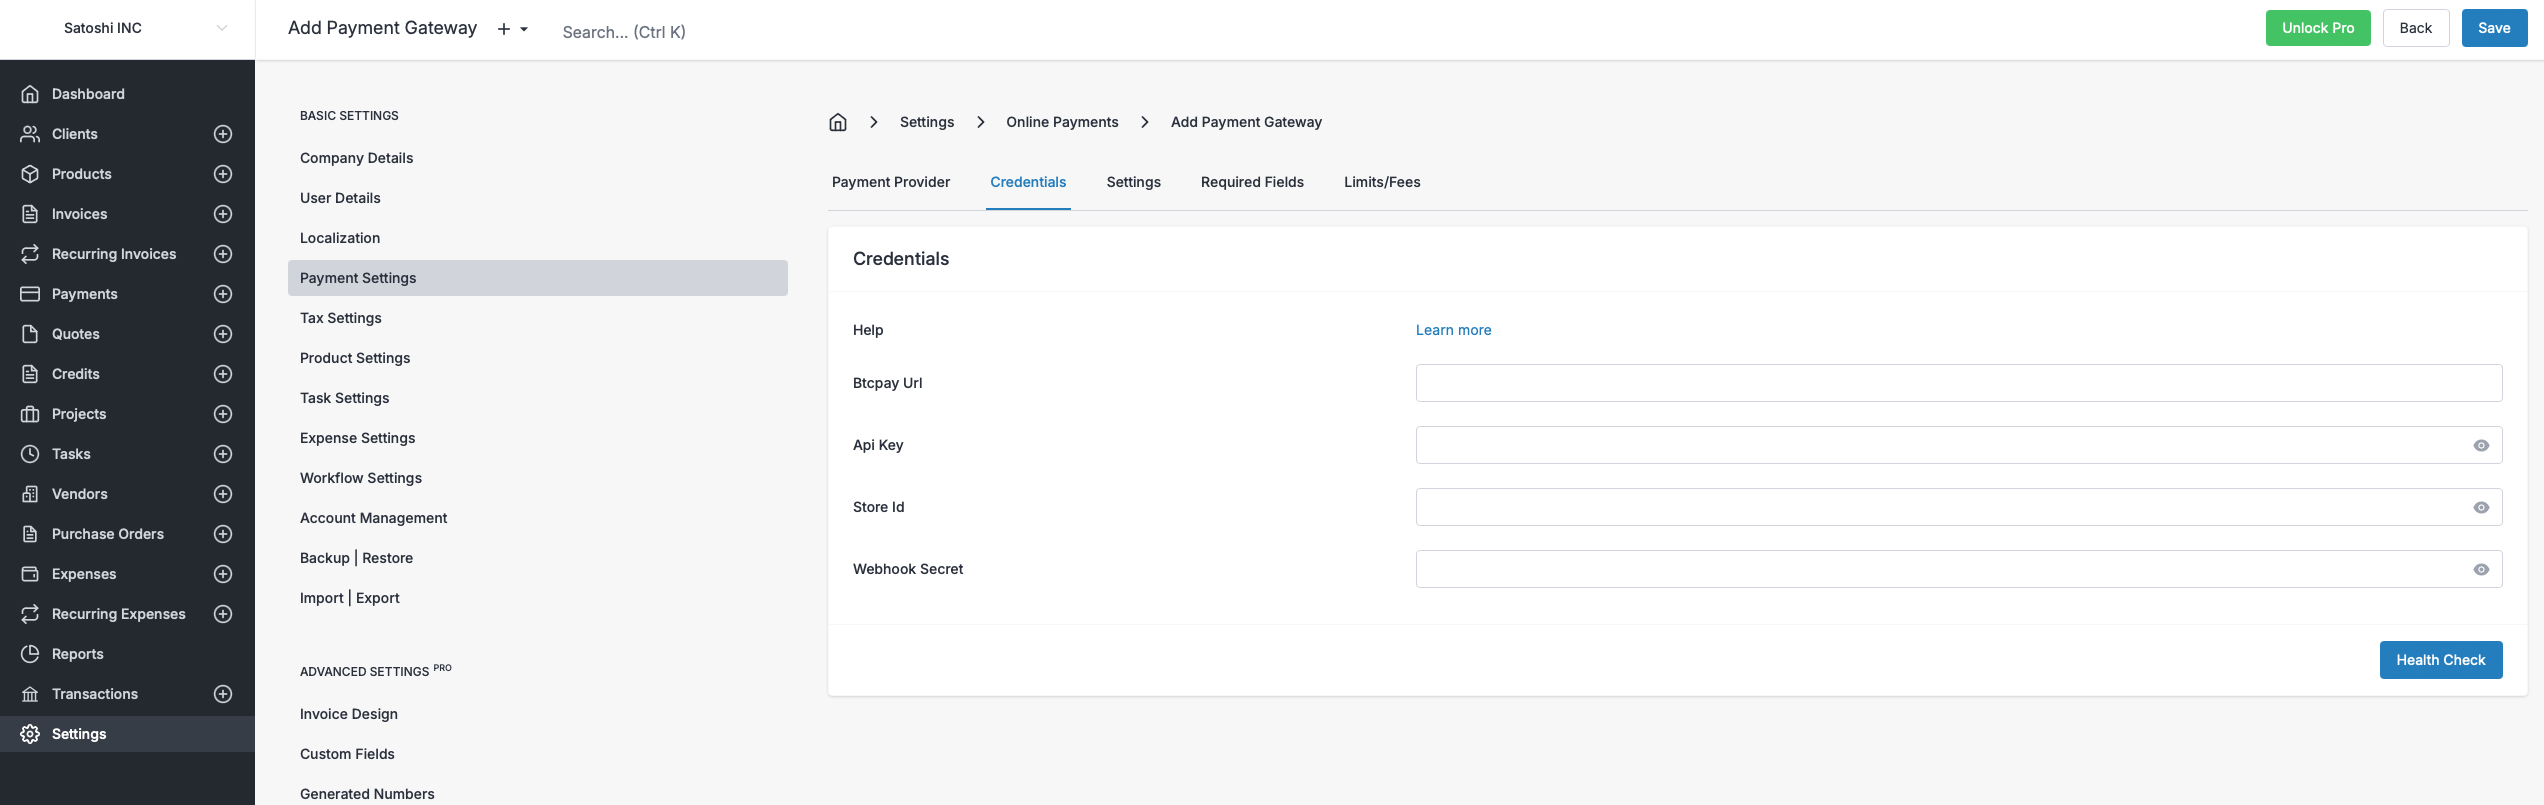 Satoshi INC
Add Payment Gateway
Search... (Ctrl K)
Unlock Pro
Back
Save
Dashboard
Clients
Products
Invoices
Recurring Invoices
Payments
Quotes
Credits
Projects
Tasks
Vendors
Purchase Orders
Expenses
Recurring Expenses
Reports
Transactions
Settings
BASIC SETTINGS
Company Details
User Details
Localization
Payment Settings
Tax Settings
Product Settings
Task Settings
Expense Settings
Workflow Settings
Account Management
Backup | Restore
Import | Export
ADVANCED SETTINGS PRO
Invoice Design
Custom Fields
Generated Numbers
Settings
Online Payments
Add Payment Gateway
Payment Provider
Credentials
Settings
Required Fields
Limits/Fees
Credentials
Help
Learn more
Btcpay Url
Api Key
Store Id
Webhook Secret
Health Check